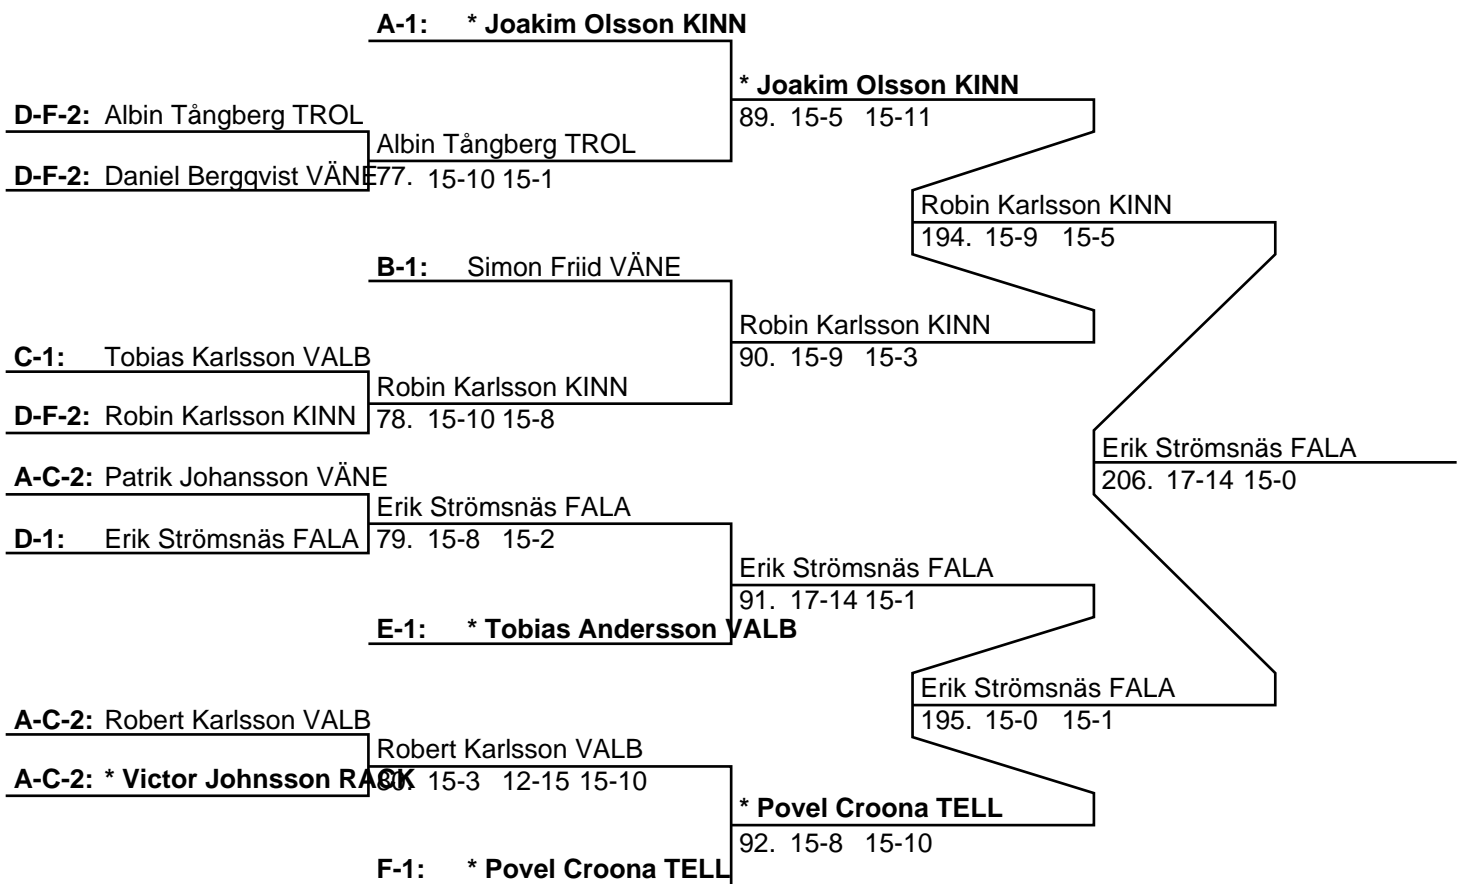 A-1: * Joakim Olsson KINN
* Joakim Olsson KINN
D-F-2: Albin Tångberg TROL
89. 15-5 15-11
Albin Tångberg TROL
D-F-2: Daniel Bergqvist VÄNE
77. 15-10 15-1
Robin Karlsson KINN
194. 15-9 15-5
B-1: Simon Friid VÄNE
Robin Karlsson KINN
C-1: Tobias Karlsson VALB
90. 15-9 15-3
Robin Karlsson KINN
D-F-2: Robin Karlsson KINN
78. 15-10 15-8
Erik Strömsnäs FALA
A-C-2: Patrik Johansson VÄNE
206. 17-14 15-0
Erik Strömsnäs FALA
D-1: Erik Strömsnäs FALA
79. 15-8 15-2
Erik Strömsnäs FALA
91. 17-14 15-1
E-1: * Tobias Andersson VALB
Erik Strömsnäs FALA
A-C-2: Robert Karlsson VALB
195. 15-0 15-1
Robert Karlsson VALB
A-C-2: * Victor Johnsson RACK
80. 15-3 12-15 15-10
* Povel Croona TELL
92. 15-8 15-10
F-1: * Povel Croona TELL